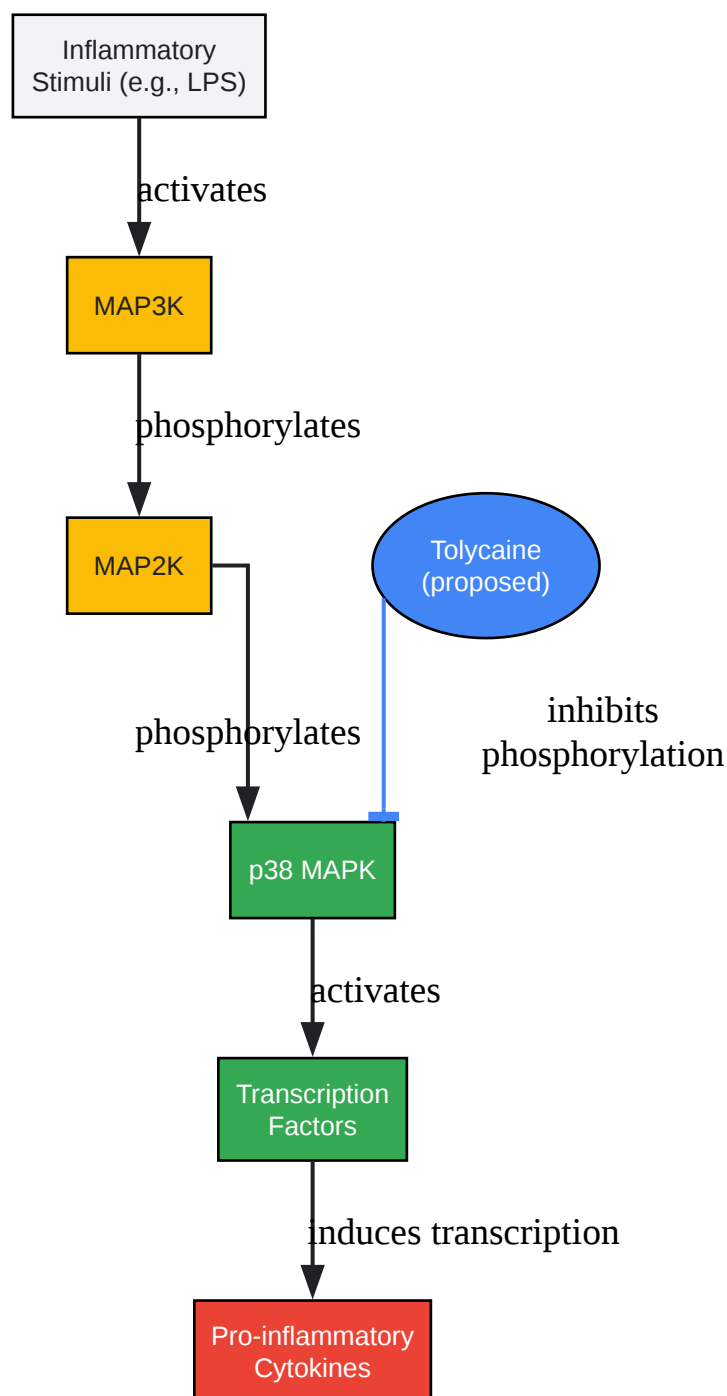 Inflammatory
Stimuli (e.g., LPS)
activates
MAP3K
phosphorylates
MAP2K
Tolycaine
(proposed)
phosphorylates
inhibits
phosphorylation
p38 MAPK
activates
Transcription
Factors
induces transcription
Pro-inflammatory
Cytokines